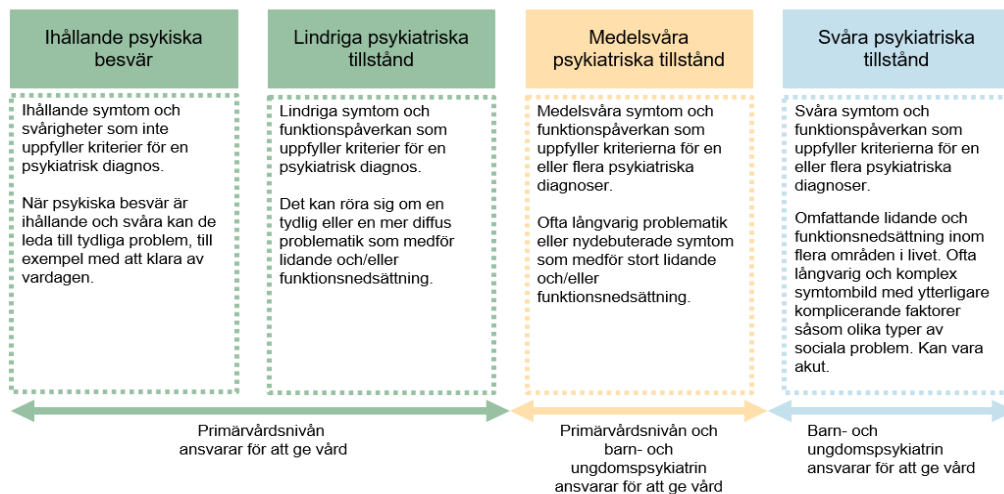 Ihållande psykiska
besvär
Lindriga psykiatriska
tillstånd
Medelsvåra
psykiatriska tillstånd
Svåra psykiatriska
tillstånd
Ihållande symtom och
svårigheter som inte
uppfyller kriterier för en
psykiatrisk diagnos.
När psykiska besvär är
ihållande och svåra kan de
leda till tydliga problem, till
exempel med att klara av
vardagen.
Lindriga symtom och
funktionspåverkan som
uppfyller kriterier för en
psykiatrisk diagnos.
Det kan röra sig om en
tydlig eller en mer diffus
problematik som medför
lidande och/eller
funktionsnedsättning.
Medelsvåra symtom och
funktionspåverkan som
uppfyller kriterierna för en
eller flera psykiatriska
diagnoser.
Ofta långvarig problematik
eller nydebuterade symtom
som medför stort lidande
och/eller
funktionsnedsättning.
Svåra symtom och
funktionspåverkan som
uppfyller kriterierna för en
eller flera psykiatriska
diagnoser.
Omfattande lidande och
funktionsnedsättning inom
flera områden i livet. Ofta
långvarig och komplex
symtombild med ytterligare
komplicerande faktorer
såsom olika typer av
sociala problem. Kan vara
akut.
Primärvårdsnivån
ansvarar för att ge vård
Primärvårdsnivån och
barn- och
ungdomspsykiatrin
ansvarar för att ge vård
Barn- och
ungdomspsykiatrin
ansvarar för att ge vård